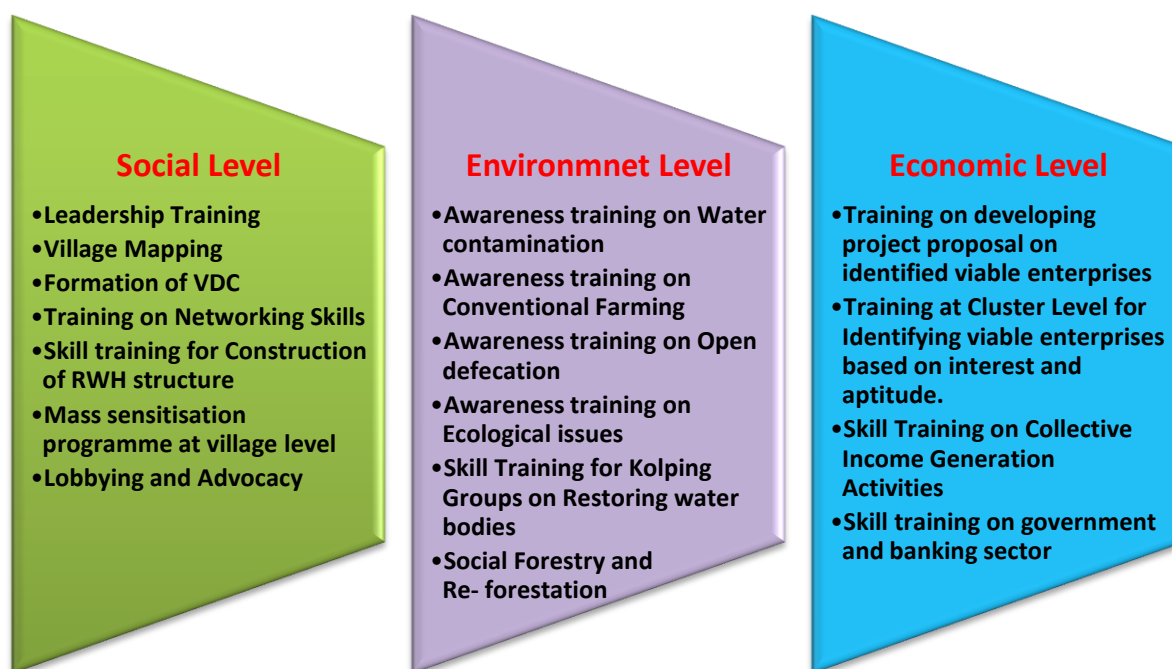 Social Level
•Leadership Training
•Village Mapping
•Formation of VDC
•Training on Networking Skills
•Skill training for Construction
of RWH structure
•Mass sensitisation
programme at village level
•Lobbying and Advocacy
Environmnet Level
•Awareness training on Water
contamination
•Awareness training on
Conventional Farming
•Awareness training on Open
defecation
•Awareness training on
Ecological issues
•Skill Training for Kolping
Groups on Restoring water
bodies
•Social Forestry and
Re- forestation
Economic Level
•Training on developing
project proposal on
identified viable enterprises
•Training at Cluster Level for
Identifying viable enterprises
based on interest and
aptitude.
•Skill Training on Collective
Income Generation
Activities
•Skill training on government
and banking sector